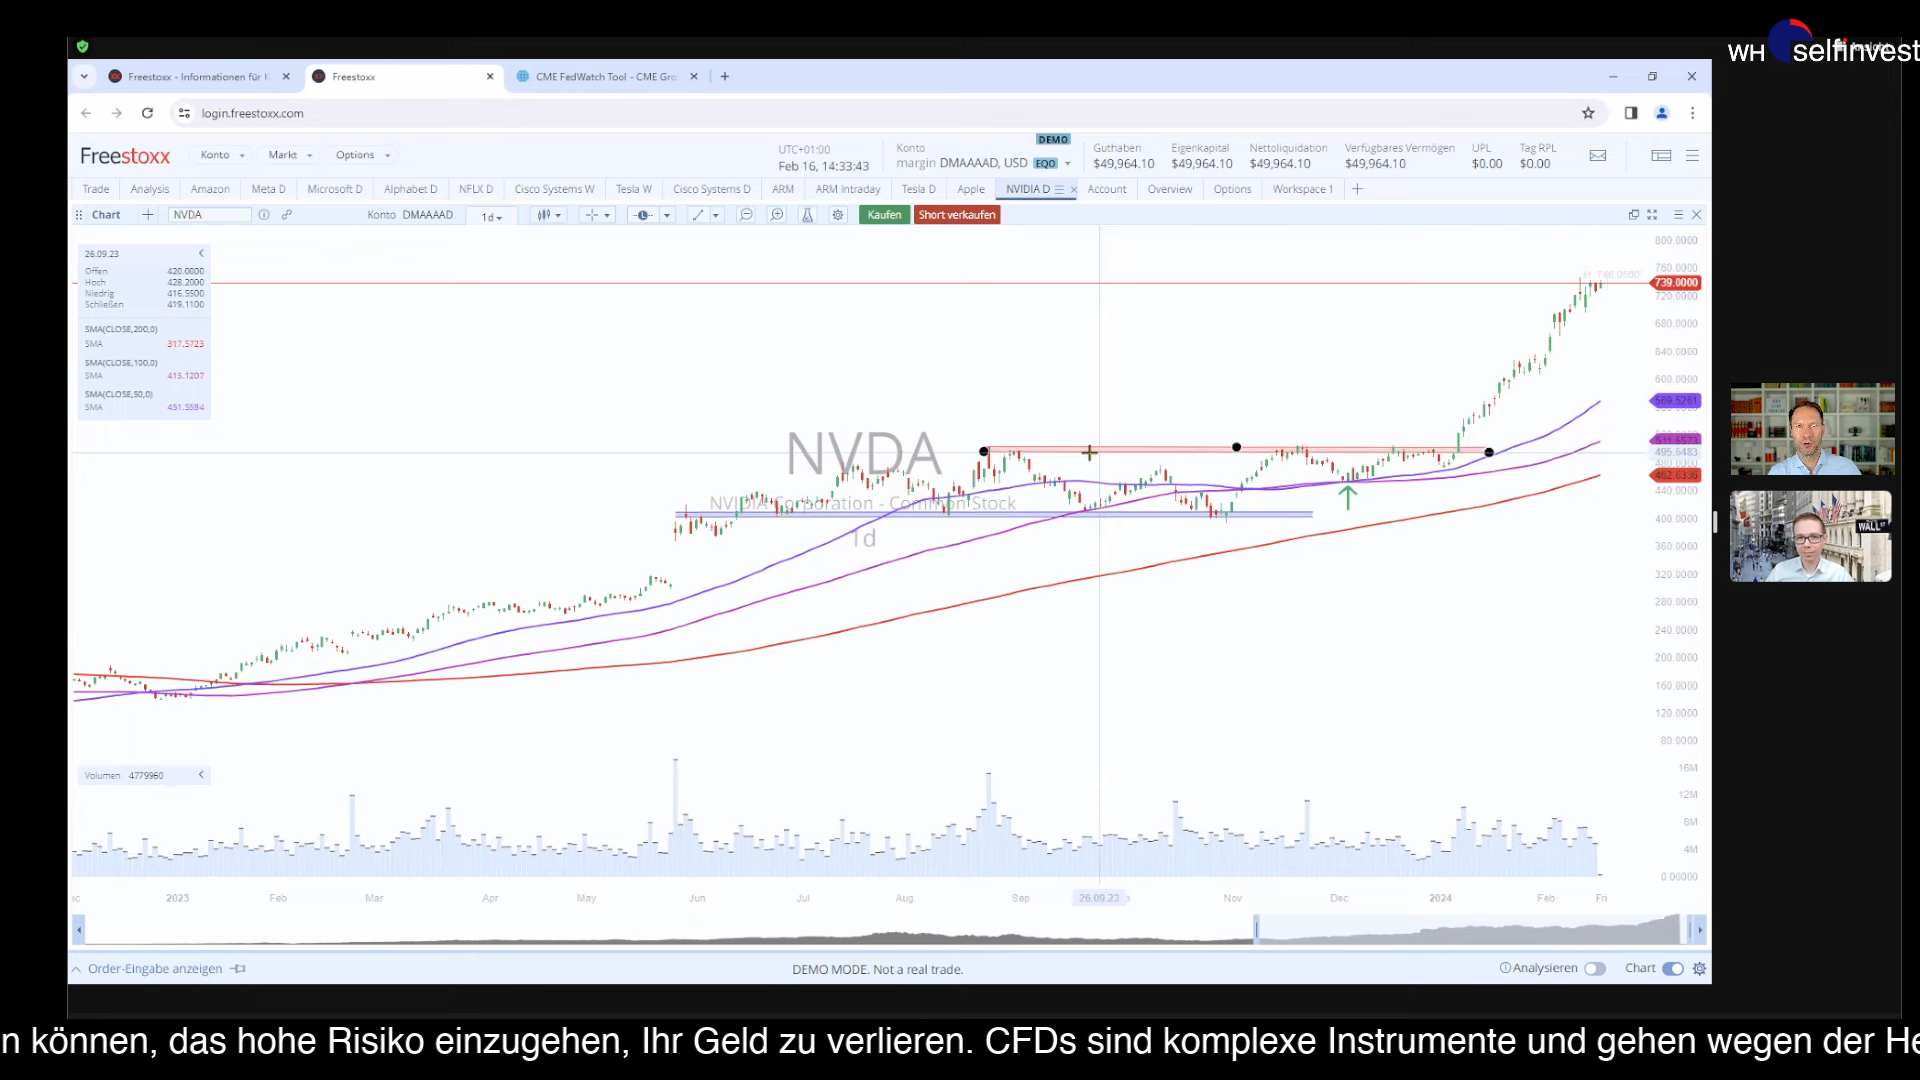 WH selfinvest
Freestoxx - Informationen für K
Freestoxx
CME FedWatch Tool - CME Gro
login.freestoxx.com
Freestoxx
Konto
Markt
Options
UTC+01:00
Feb 16, 14:33:43
DEMO
Konto
margin DMAAAAD, USD EQO
Guthaben
$49,964.10
Eigenkapital
$49,964.10
Nettoliquidation
$49,964.10
Verfügbares Vermögen
$49,964.10
UPL
$0.00
Tag RPL
$0.00
Trade
Analysis
Amazon
Meta D
Microsoft D
Alphabet D
NFLX D
Cisco Systems W
Tesla W
Cisco Systems D
ARM
ARM Intraday
Tesla D
Apple
NVIDIA D
Account
Overview
Options
Workspace 1
Chart
NVDA
Konto DMAAAAD
1d
Kaufen
Short verkaufen
26.09.23
Offen 420.0000
Hoch 428.2000
Niedrig 416.5500
Schließen 419.1100
SMA(CLOSE,200,0)
SMA 317.5723
SMA(CLOSE,100,0)
SMA 415.1207
SMA(CLOSE,50,0)
SMA 451.5584
NVDA
NVIDIA Corporation - Common Stock
1d
800.0000
760.0000
H: 746.0500
739.0000
720.0000
680.0000
640.0000
600.0000
569.5261
511.5573
495.6483
480.0000
440.0000
400.0000
360.0000
320.0000
280.0000
240.0000
200.0000
160.0000
120.0000
80.0000
Volumen 4779960
16M
12M
8M
4M
0.00000
2023
Feb
Mar
Apr
May
Jun
Jul
Aug
Sep
26.09.23
Nov
Dec
2024
Feb
Fri
WALL
Order-Eingabe anzeigen
DEMO MODE. Not a real trade.
Analysieren
Chart
n können, das hohe Risiko einzugehen, Ihr Geld zu verlieren. CFDs sind komplexe Instrumente und gehen wegen der He